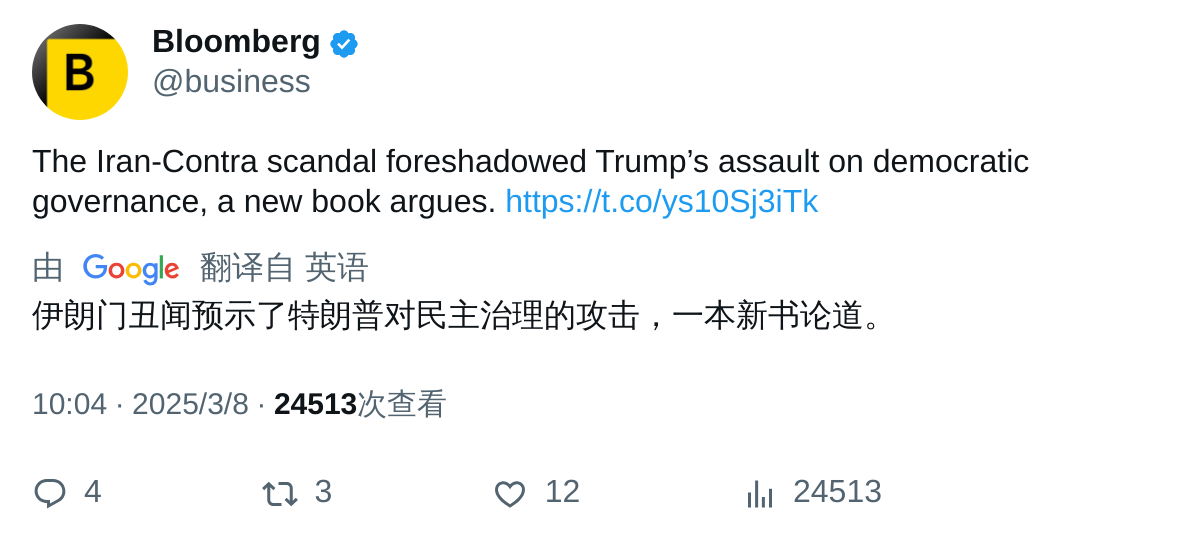 B
Bloomberg
@business
The Iran-Contra scandal foreshadowed Trump’s assault on democratic
governance, a new book argues. https://t.co/ys10Sj3iTk
由 Google 翻译自 英语
伊朗门丑闻预示了特朗普对民主治理的攻击，一本新书论道。
10:04 · 2025/3/8 · 24513次查看
4 3 12 24513